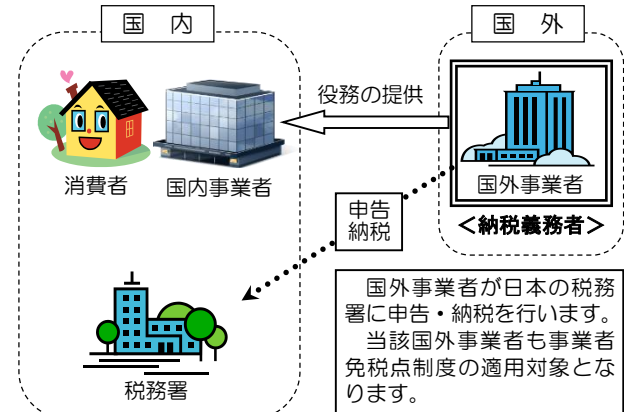 国 内
国 外
役務の提供
消費者
国内事業者
国外事業者
＜納税義務者＞
申告
納税
税務署
国外事業者が日本の税務
署に申告・納税を行います。
当該国外事業者も事業者
免税点制度の適用対象とな
ります。